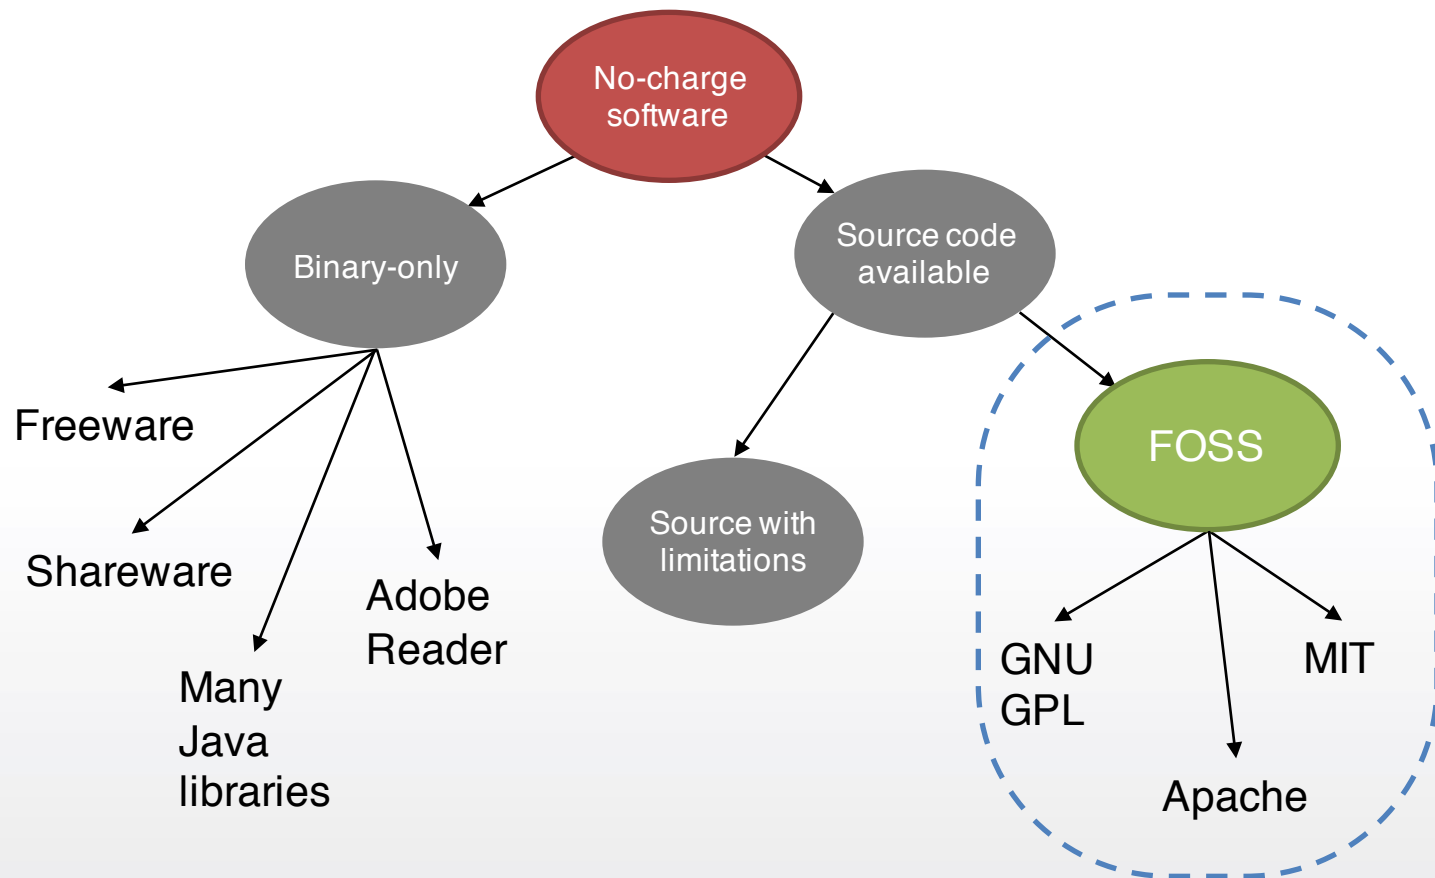 No-charge
software
Binary-only
Source code
available
Freeware
Shareware
Many
Java
libraries
Adobe
Reader
Source with
limitations
FOSS
GNU
GPL
Apache
MIT